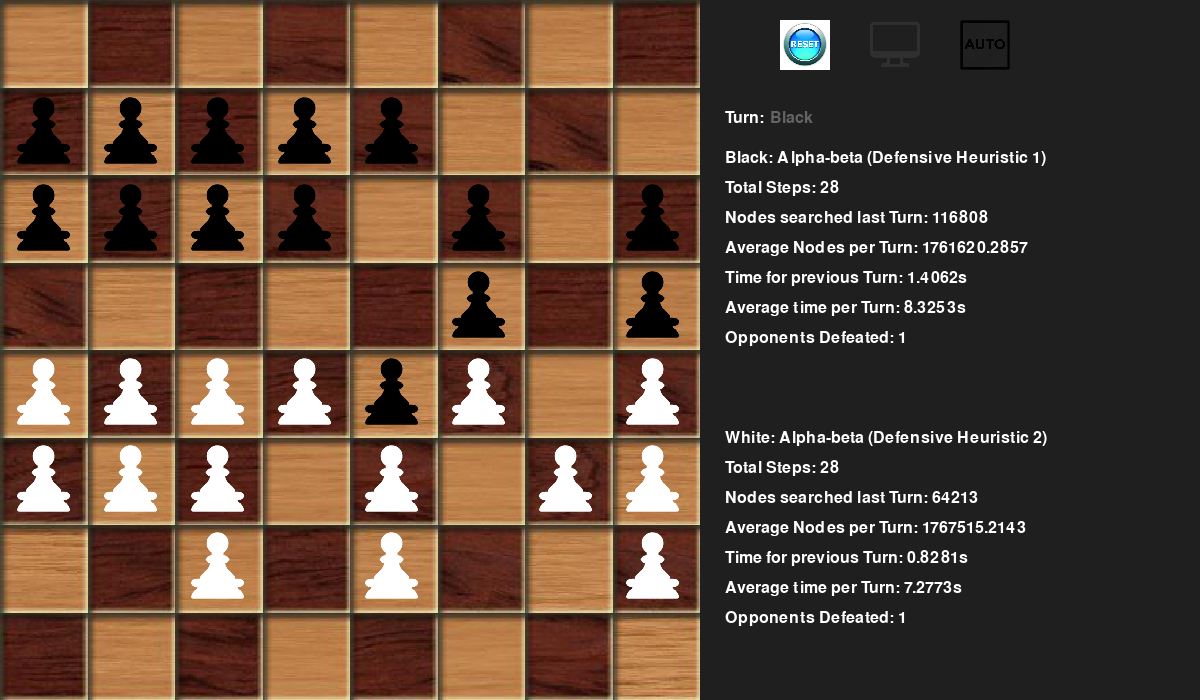 RESET
AUTO
Turn: Black
Black: Alpha-beta (Defensive Heuristic 1)
Total Steps: 28
Nodes searched last Turn: 116808
Average Nodes per Turn: 1761620.2857
Time for previous Turn: 1.4062s
Average time per Turn: 8.3253s
Opponents Defeated: 1
White: Alpha-beta (Defensive Heuristic 2)
Total Steps: 28
Nodes searched last Turn: 64213
Average Nodes per Turn: 1767515.2143
Time for previous Turn: 0.8281s
Average time per Turn: 7.2773s
Opponents Defeated: 1